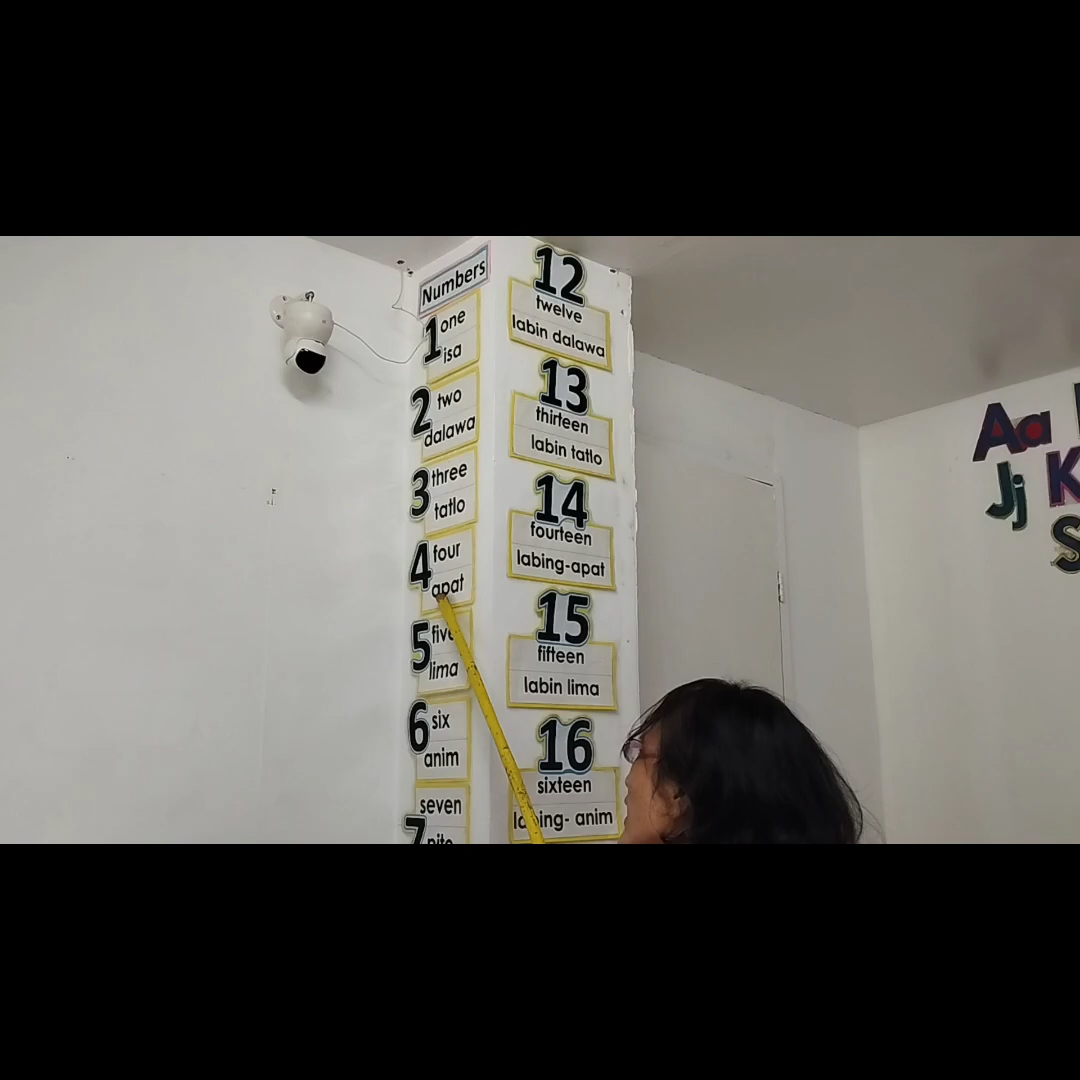 Numbers
1 one
isa
2 two
dalawa
3 three
tatlo
4 four
apat
5 five
lima
6 six
anim
7 seven
pito
12
twelve
labin dalawa
13
thirteen
labin tatlo
14
fourteen
labing-apat
15
fifteen
labin lima
16
sixteen
labing- anim
Aa
Jj K
S